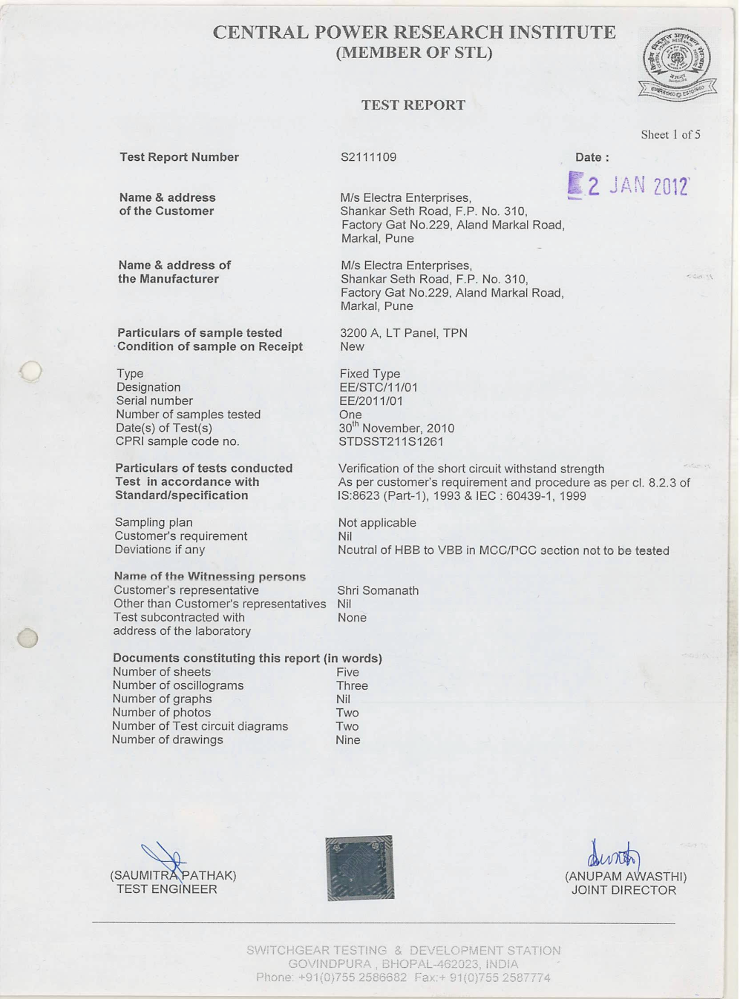 CENTRAL POWER RESEARCH INSTITUTE
(MEMBER OF STL)
TEST REPORT
Sheet 1 of 5
Test Report Number S2111109 Date :
2 JAN 2012
Name & address M/s Electra Enterprises,
of the Customer Shankar Seth Road, F.P. No. 310,
Factory Gat No.229, Aland Markal Road,
Markal, Pune
Name & address of M/s Electra Enterprises,
the Manufacturer Shankar Seth Road, F.P. No. 310,
Factory Gat No.229, Aland Markal Road,
Markal, Pune
Particulars of sample tested 3200 A, LT Panel, TPN
Condition of sample on Receipt New
Type Fixed Type
Designation EE/STC/11/01
Serial number EE/2011/01
Number of samples tested One
Date(s) of Test(s) 30th November, 2010
CPRI sample code no. STDSST211S1261
Particulars of tests conducted Verification of the short circuit withstand strength
Test in accordance with As per customer's requirement and procedure as per cl. 8.2.3 of
Standard/specification IS:8623 (Part-1), 1993 & IEC : 60439-1, 1999
Sampling plan Not applicable
Customer's requirement Nil
Deviations if any Neutral of HBB to VBB in MCC/PCC section not to be tested
Name of the Witnessing persons
Customer's representative Shri Somanath
Other than Customer's representatives Nil
Test subcontracted with None
address of the laboratory
Documents constituting this report (in words)
Number of sheets Five
Number of oscillograms Three
Number of graphs Nil
Number of photos Two
Number of Test circuit diagrams Two
Number of drawings Nine
(SAUMITRA PATHAK) (ANUPAM AWASTHI)
TEST ENGINEER JOINT DIRECTOR
SWITCHGEAR TESTING & DEVELOPMENT STATION
GOVINDPURA , BHOPAL-462023, INDIA
Phone: +91(0)755 2586682 Fax:+ 91(0)755 2587774